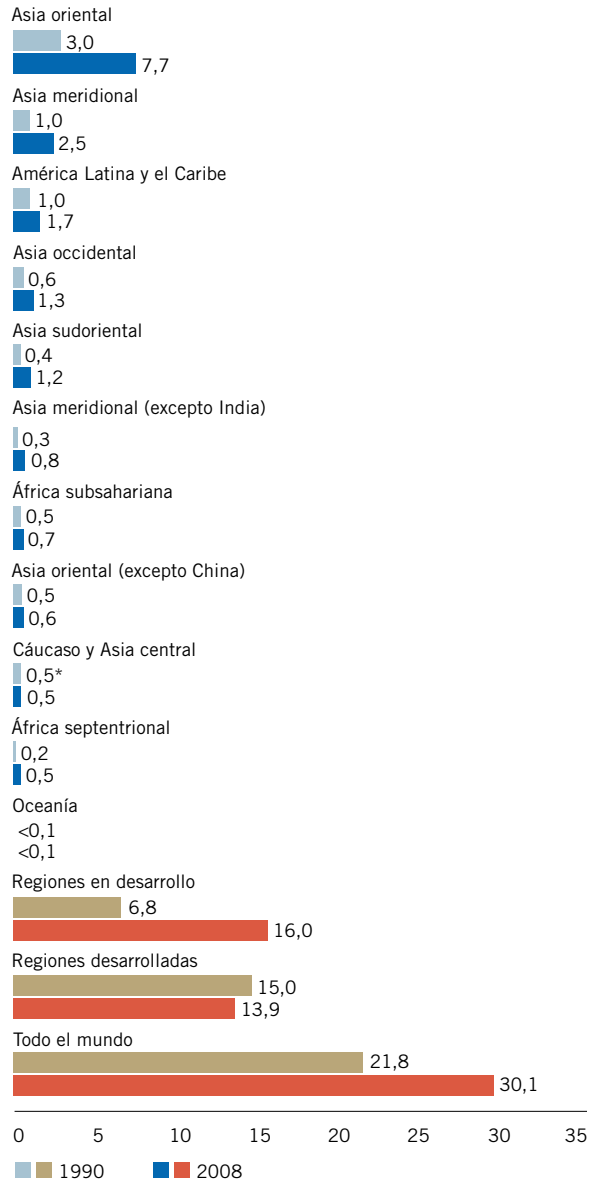 Asia oriental
3,0
7,7
Asia meridional
1,0
2,5
América Latina y el Caribe
1,0
1,7
Asia occidental
0,6
1,3
Asia sudoriental
0,4
1,2
Asia meridional (excepto India)
0,3
0,8
África subsahariana
0,5
0,7
Asia oriental (excepto China)
0,5
0,6
Cáucaso y Asia central
0,5*
0,5
África septentrional
0,2
0,5
Oceanía
<0,1
<0,1
Regiones en desarrollo
6,8
16,0
Regiones desarrolladas
15,0
13,9
Todo el mundo
21,8
30,1
0 5 10 15 20 25 30 35
1990 2008